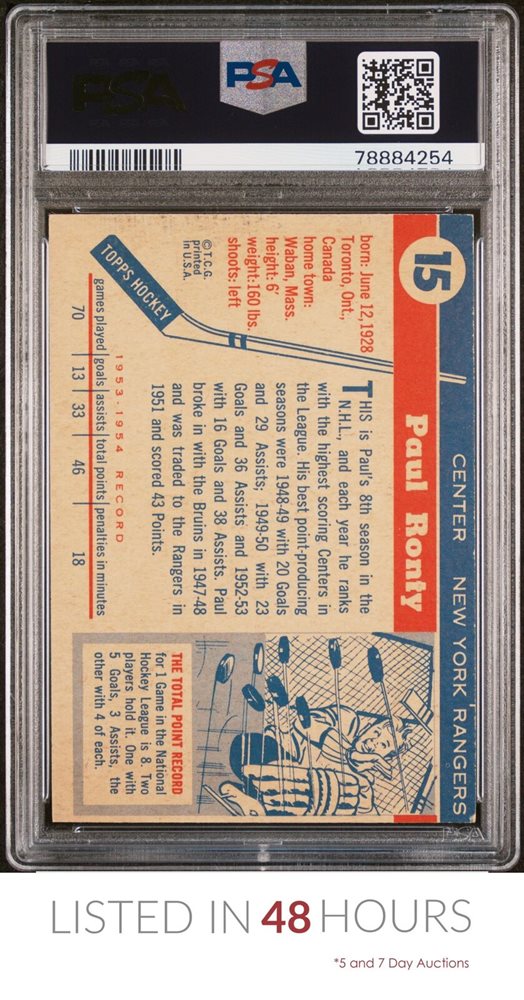 PSA
PSA
78884254
15
CENTER NEW YORK RANGERS
Paul Ronty
born: June 12, 1928
Toronto, Ont.,
Canada
home town:
Waban, Mass.
height: 6'
weight: 160 lbs.
shoots: left
© T.C.G.
printed
in U.S.A.
TOPPS HOCKEY
THIS is Paul's 8th season in the
N.H.L., and each year he ranks
with the highest scoring Centers in
the League. His best point-producing
seasons were 1948-49 with 20 Goals
and 29 Assists; 1949-50 with 23
Goals and 36 Assists and 1952-53
with 16 Goals and 38 Assists. Paul
broke in with the Bruins in 1947-48
and was traded to the Rangers in
1951 and scored 43 Points.
1953-1954 RECORD
games played goals assists total points penalties in minutes
70 13 33 46 18
THE TOTAL POINT RECORD
for 1 Game in the National
Hockey League is 8. Two
players hold it. One with
5 Goals, 3 Assists, the
other with 4 of each.
PSA
LISTED IN 48 HOURS
*5 and 7 Day Auctions